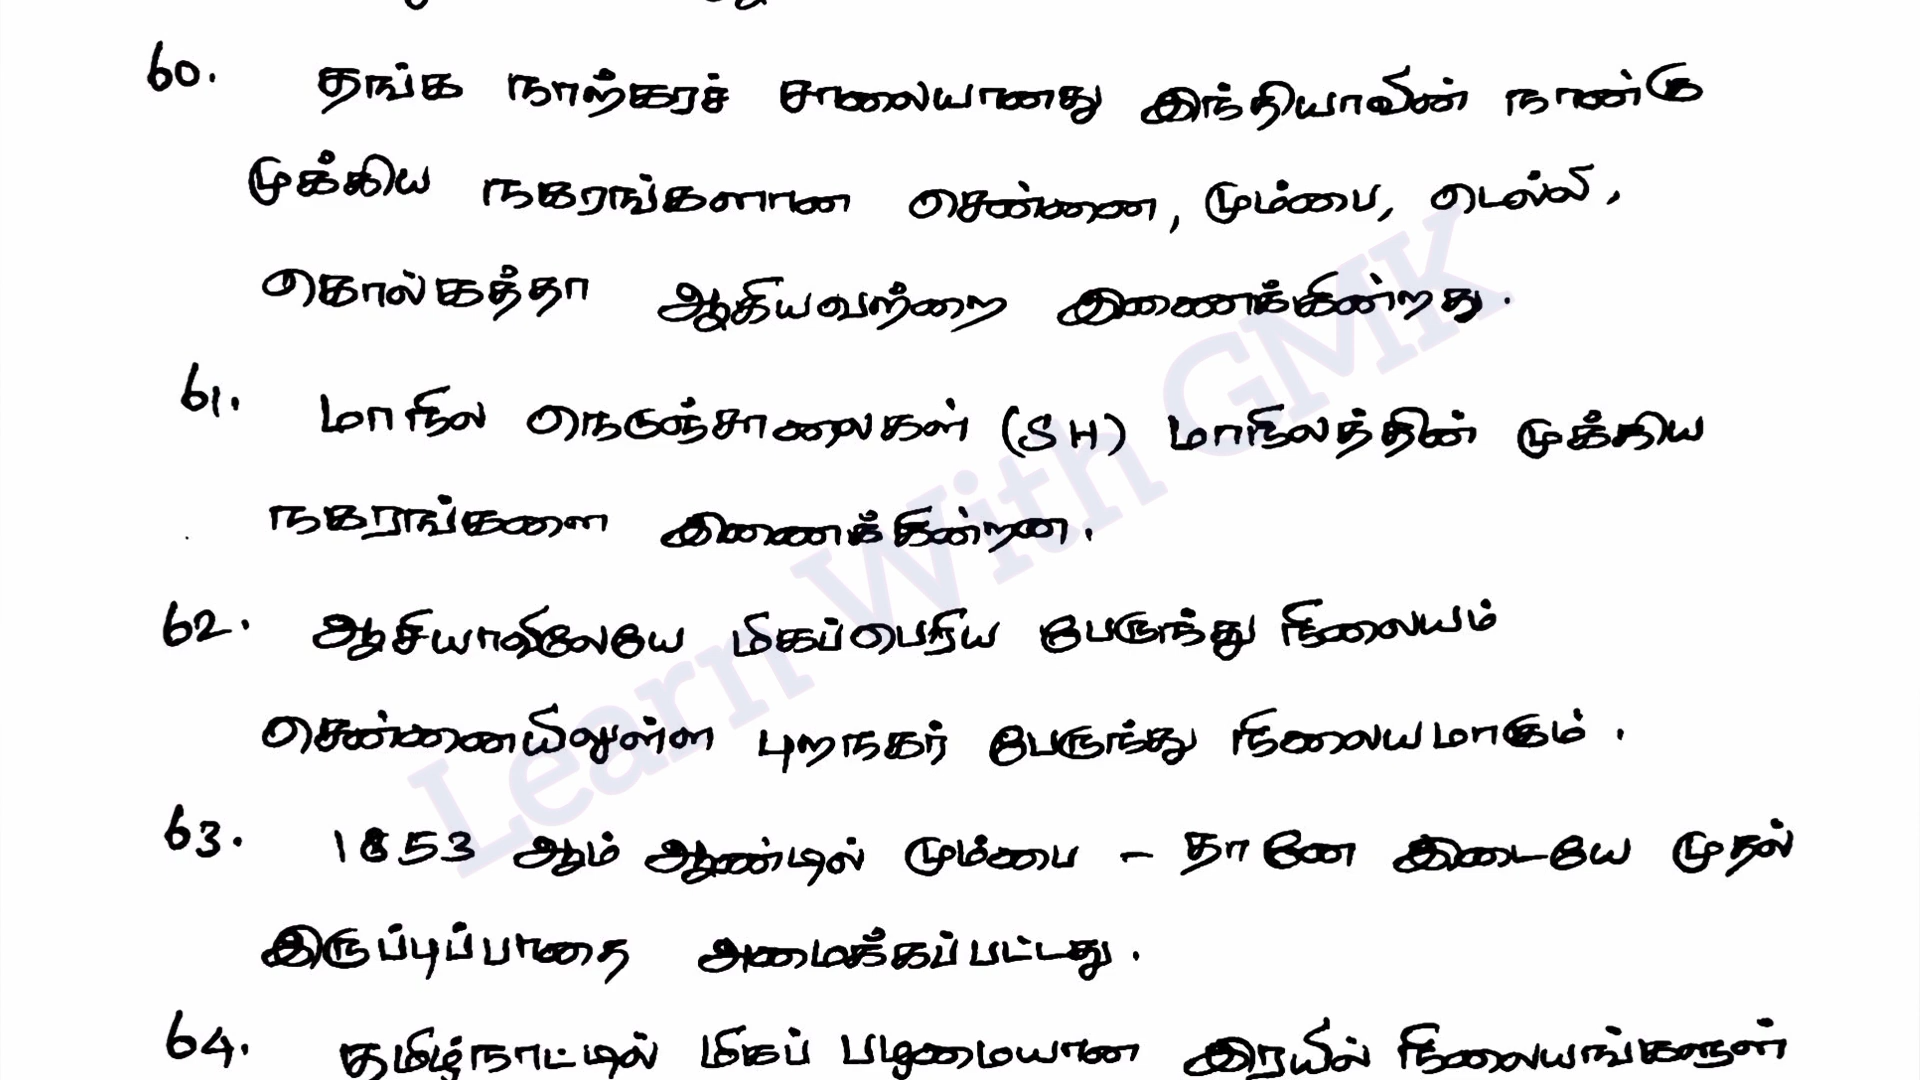 60. தங்க நாற்கரச் சாலையானது இந்தியாவின் நான்கு
முக்கிய நகரங்களான சென்னை, மும்பை, டெல்லி,
கொல்கத்தா ஆகியவற்றை இணைக்கின்றது.
61. மாநில நெடுஞ்சாலைகள் (SH) மாநிலத்தின் முக்கிய
நகரங்களை இணைக்கின்றன.
62. ஆசியாவிலேயே மிகப்பெரிய பேருந்து நிலையம்
சென்னையிலுள்ள புறநகர் பேருந்து நிலையமாகும்.
63. 1853 ஆம் ஆண்டில் மும்பை - தானே இடையே முதல்
இருப்புப்பாதை அமைக்கப்பட்டது.
64. தமிழ்நாட்டில் மிகப் பழமையான இரயில் நிலையங்களுள்
Learn With GMK